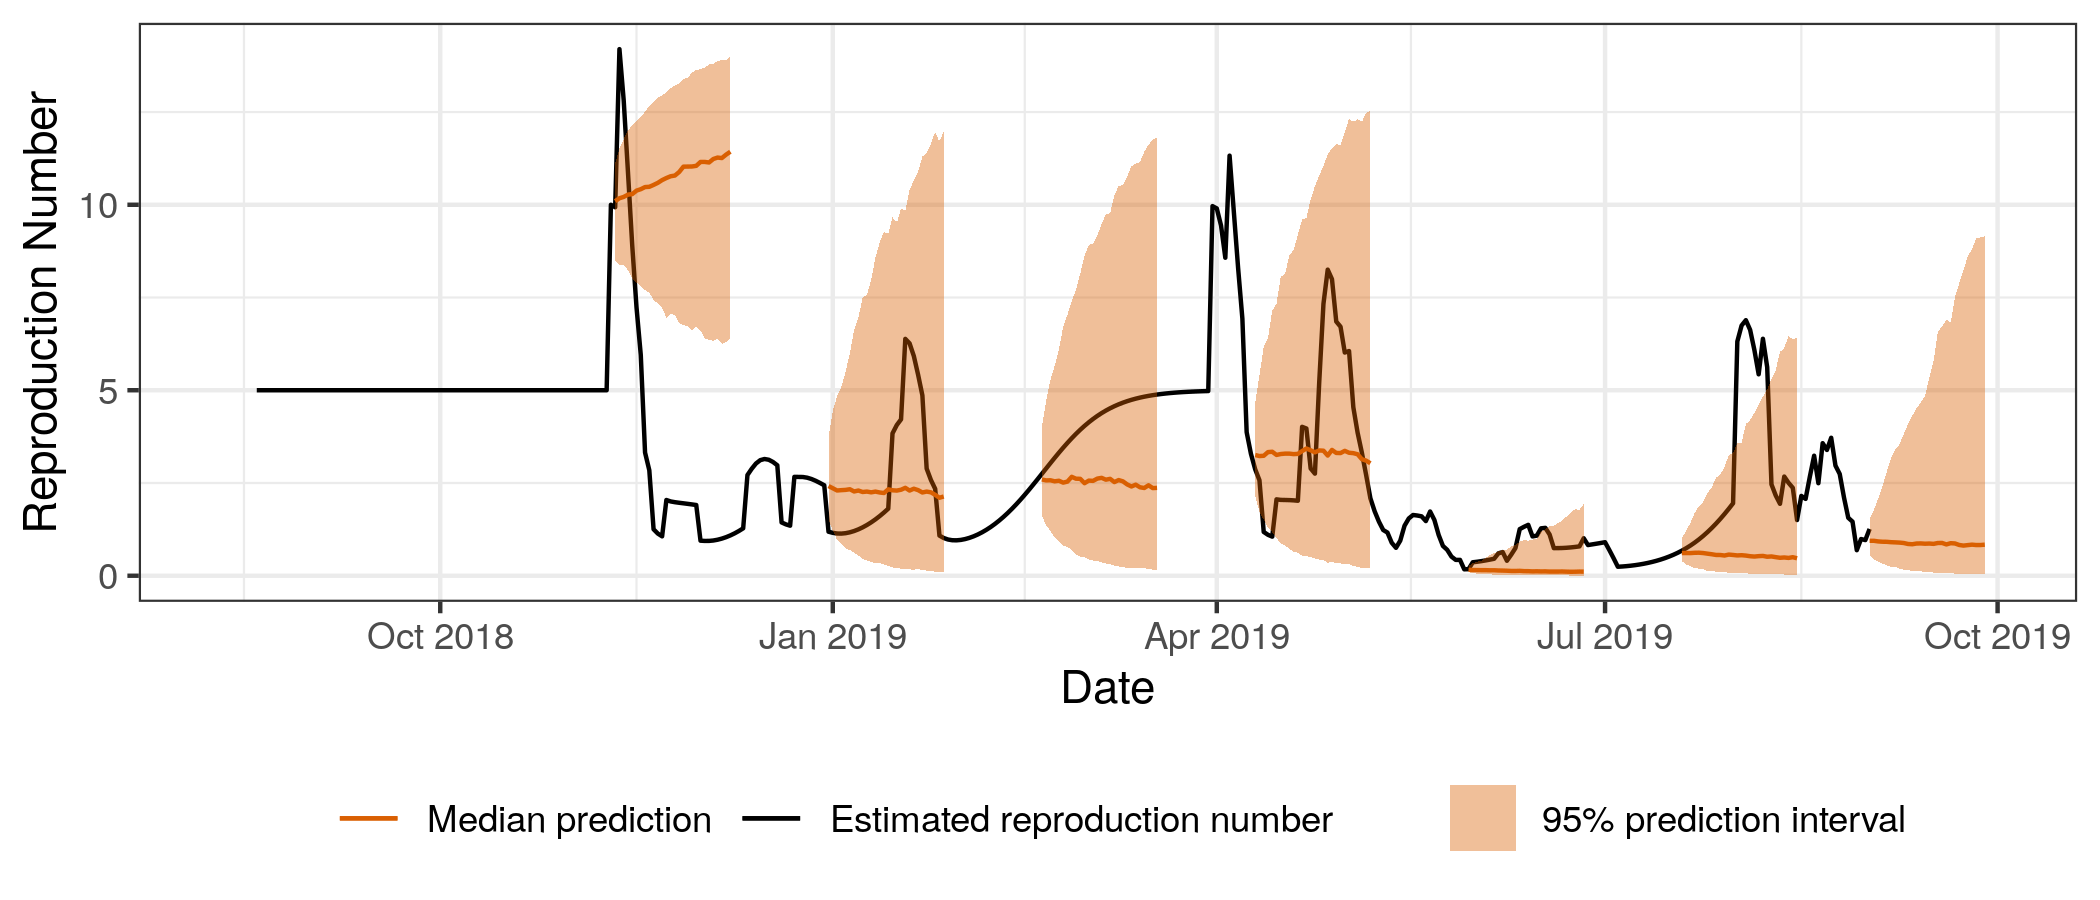 Reproduction Number
10
5
0
Oct 2018
Jan 2019
Apr 2019
Jul 2019
Oct 2019
Date
Median prediction
Estimated reproduction number
95% prediction interval